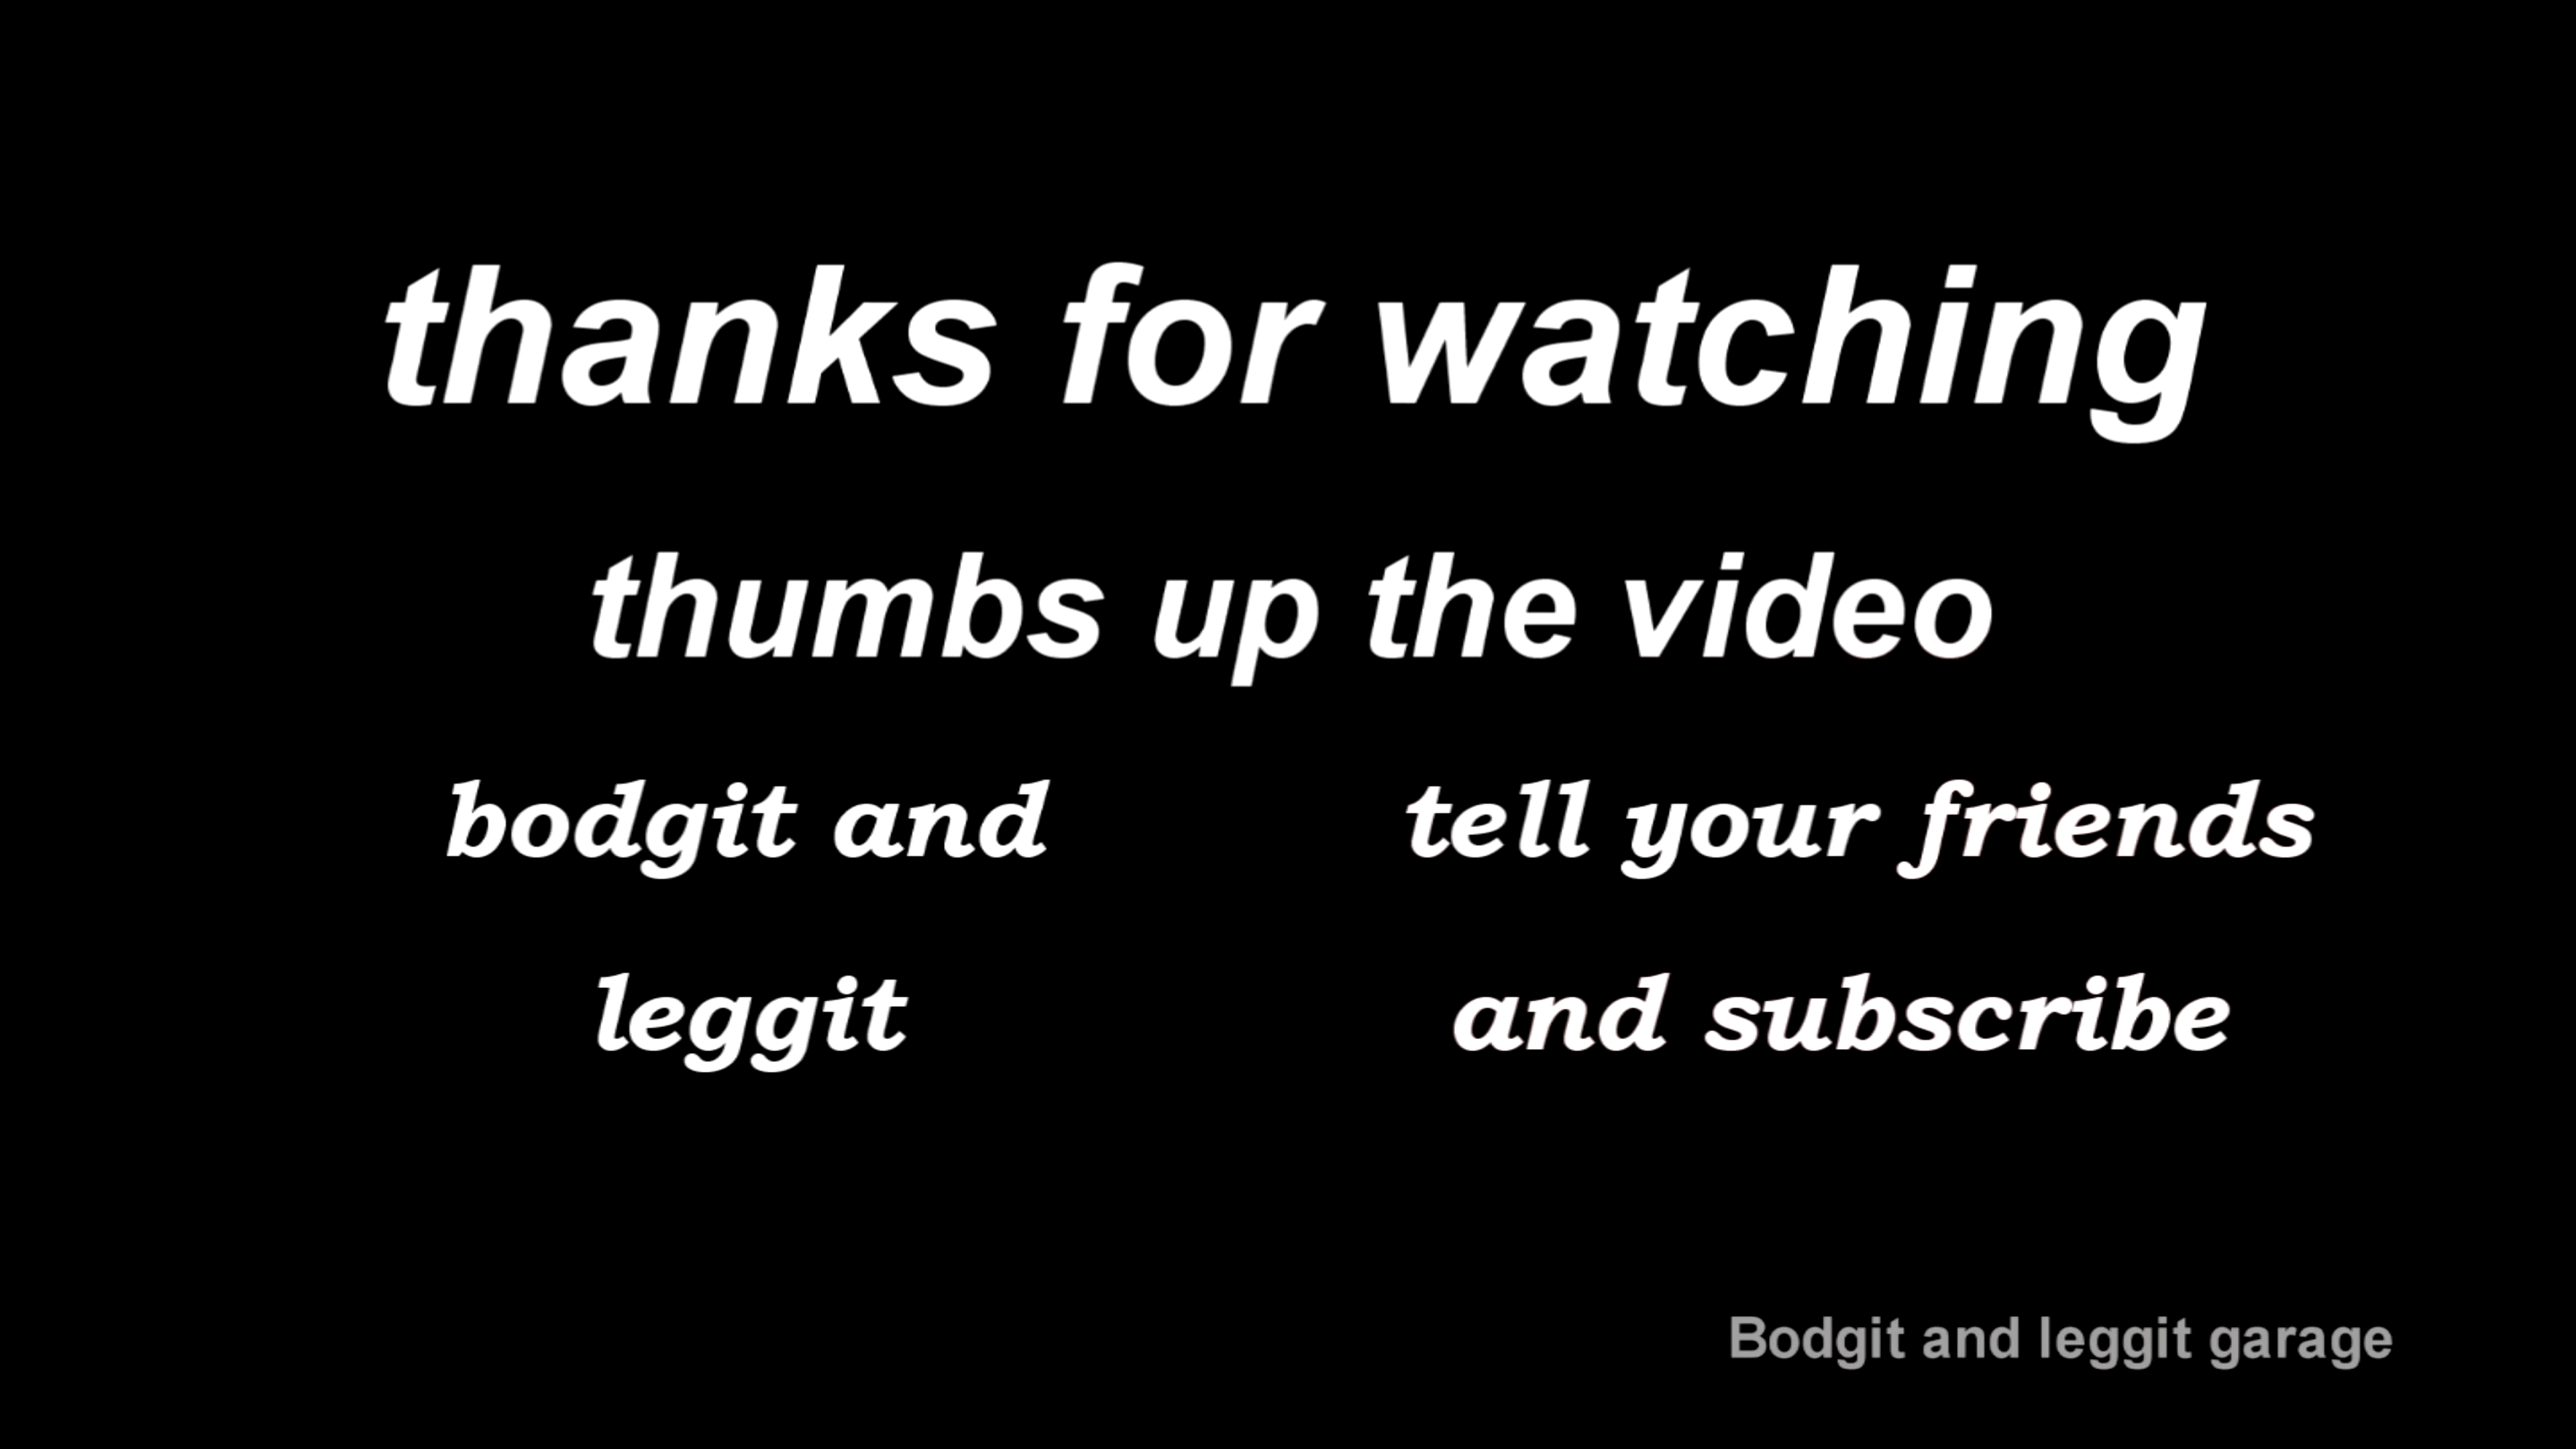 thanks for watching
thumbs up the video
bodgit and
leggit
tell your friends
and subscribe
Bodgit and leggit garage